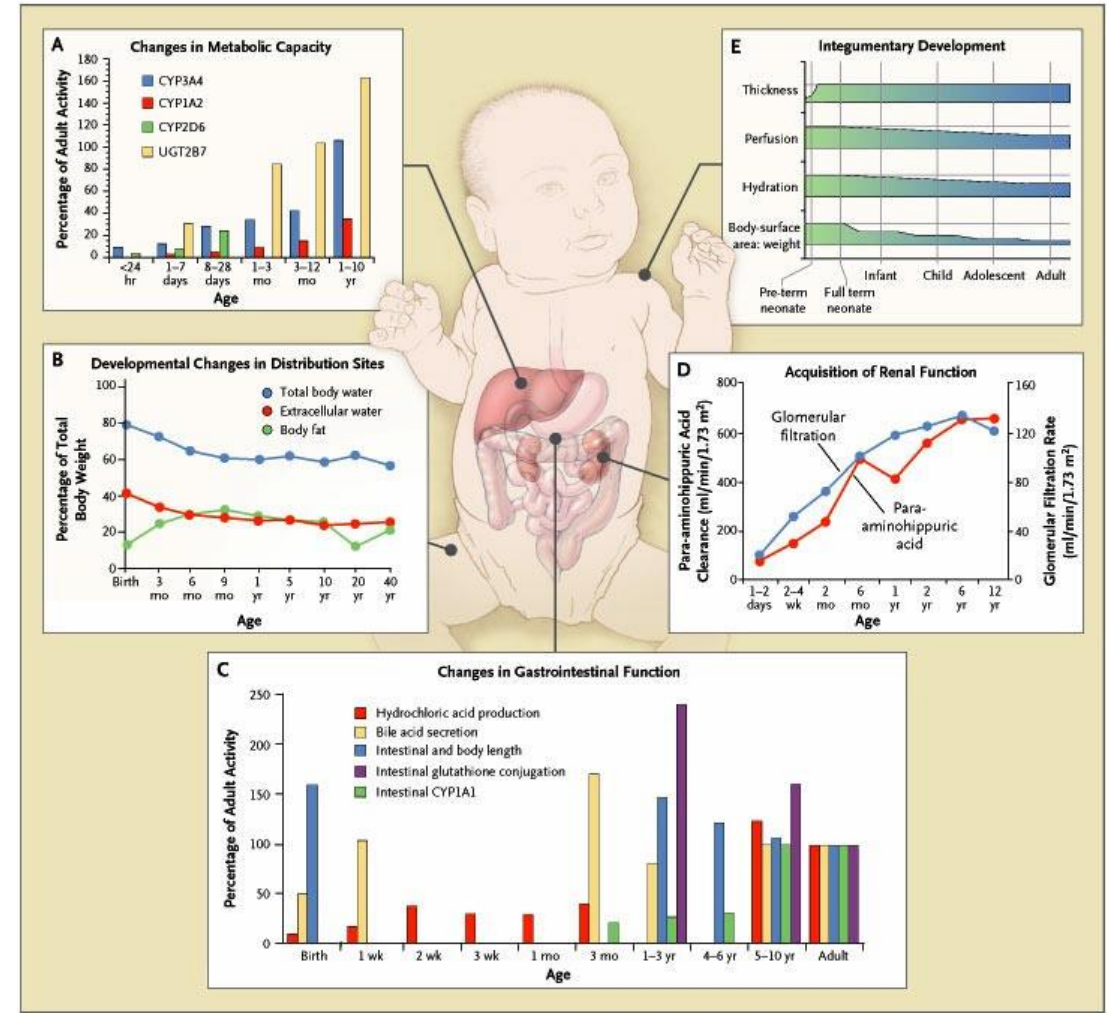 A
Changes in Metabolic Capacity
Percentage of Adult Activity
180
160
140
120
100
80
60
40
20
0
CYP3A4
CYP1A2
CYP2D6
UGT2B7
<24
hr
1–7
days
8–28
days
1–3
mo
3–12
mo
1–10
yr
Age
E
Integumentary Development
Thickness
Perfusion
Hydration
Body-surface
area: weight
Infant
Child
Adolescent
Adult
Pre-term
neonate
Full term
neonate
B
Developmental Changes in Distribution Sites
Percentage of Total
Body Weight
100
80
60
40
20
0
Total body water
Extracellular water
Body fat
Birth
3
mo
6
mo
9
mo
1
yr
5
yr
10
yr
20
yr
40
yr
Age
D
Acquisition of Renal Function
Para-aminohippuric Acid
Clearance (ml/min/1.73 m²)
800
600
400
200
0
Glomerular
filtration
Para-
aminohippuric
acid
160
120
80
40
0
Glomerular Filtration Rate
(ml/min/1.73 m²)
1–2
days
2–4
wk
2
mo
6
mo
1
yr
2
yr
6
yr
12
yr
Age
C
Changes in Gastrointestinal Function
Percentage of Adult Activity
250
200
150
100
50
0
Hydrochloric acid production
Bile acid secretion
Intestinal and body length
Intestinal glutathione conjugation
Intestinal CYP1A1
Birth
1 wk
2 wk
3 wk
1 mo
3 mo
1–3 yr
4–6 yr
5–10 yr
Adult
Age